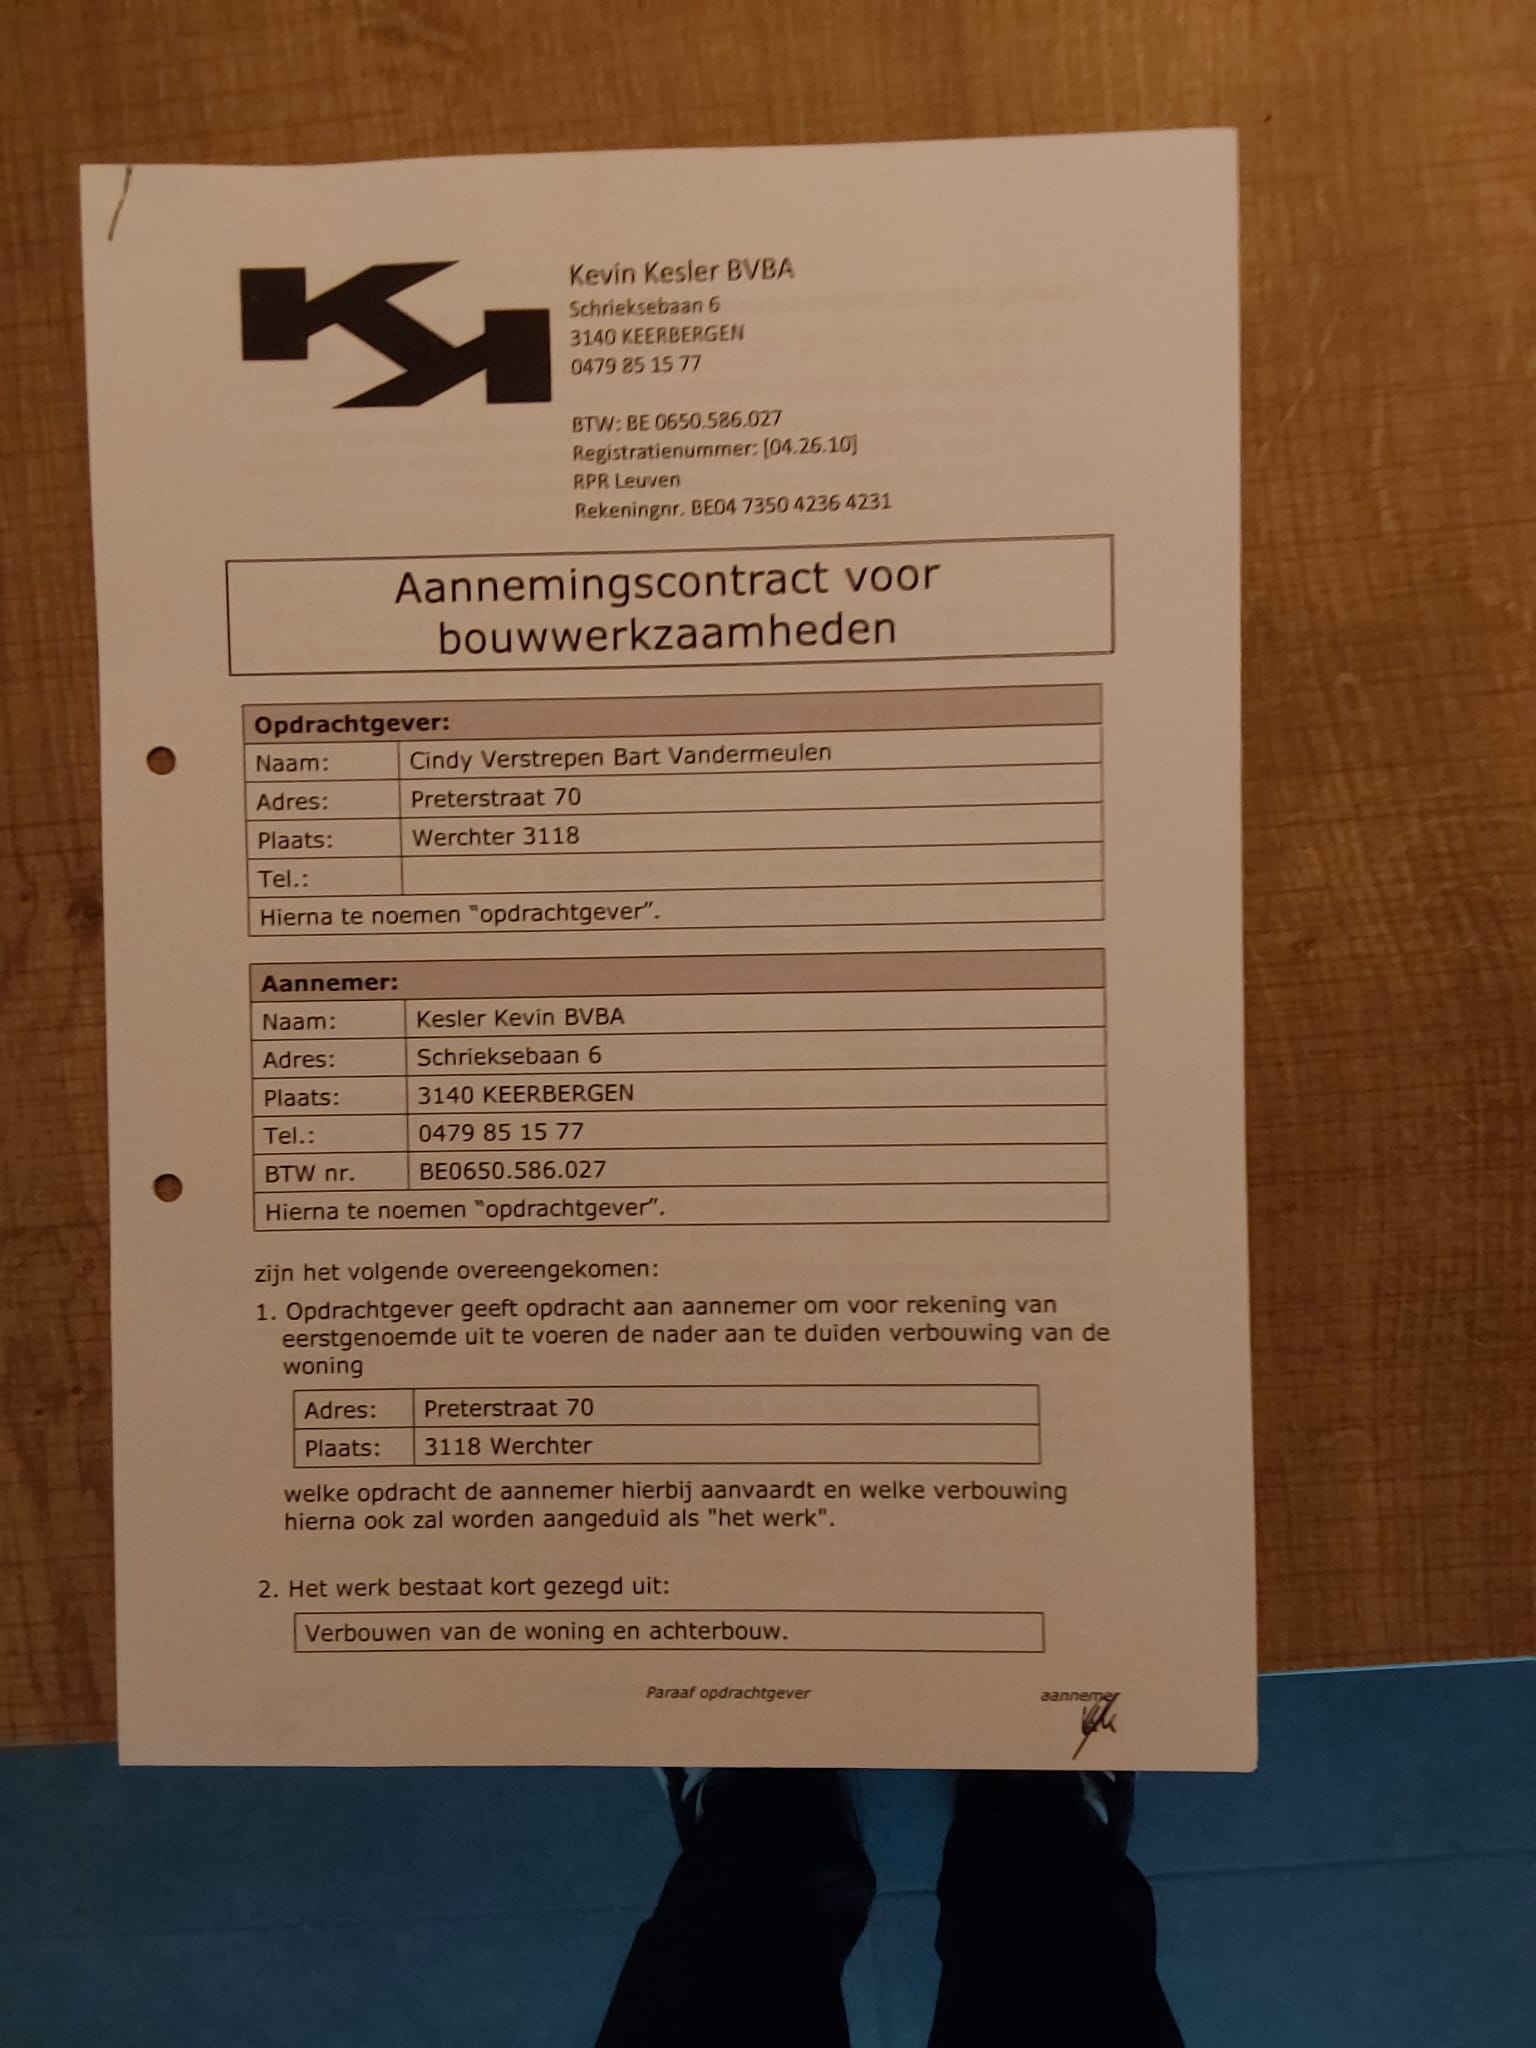 Kevin Kesler BVBA
Schrieksebaan 6
3140 KEERBERGEN
0479 85 15 77
BTW: BE 0650.586.027
Registratienummer: [04.26.10]
RPR Leuven
Rekeningnr. BE04 7350 4236 4231
Aannemingscontract voor
bouwwerkzaamheden
Opdrachtgever:
Naam: Cindy Verstrepen Bart Vandermeulen
Adres: Preterstraat 70
Plaats: Werchter 3118
Tel.:
Hierna te noemen "opdrachtgever".
Aannemer:
Naam: Kesler Kevin BVBA
Adres: Schrieksebaan 6
Plaats: 3140 KEERBERGEN
Tel.: 0479 85 15 77
BTW nr. BE0650.586.027
Hierna te noemen "opdrachtgever".
zijn het volgende overeengekomen:
1. Opdrachtgever geeft opdracht aan aannemer om voor rekening van
eerstgenoemde uit te voeren de nader aan te duiden verbouwing van de
woning
Adres: Preterstraat 70
Plaats: 3118 Werchter
welke opdracht de aannemer hierbij aanvaardt en welke verbouwing
hierna ook zal worden aangeduid als "het werk".
2. Het werk bestaat kort gezegd uit:
Verbouwen van de woning en achterbouw.
Paraaf opdrachtgever aannemer